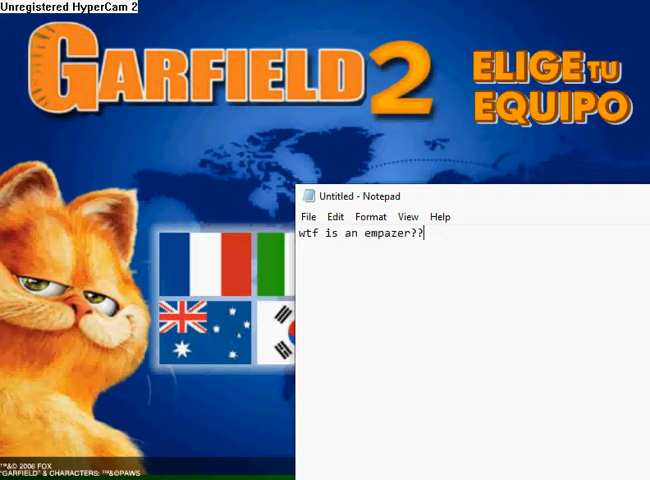 Unregistered HyperCam 2
GARFIELD 2
ELIGE TU
EQUIPO
Untitled - Notepad
File Edit Format View Help
wtf is an empazer??
™&© 2006 FOX
"GARFIELD" & CHARACTERS: ™&©PAWS